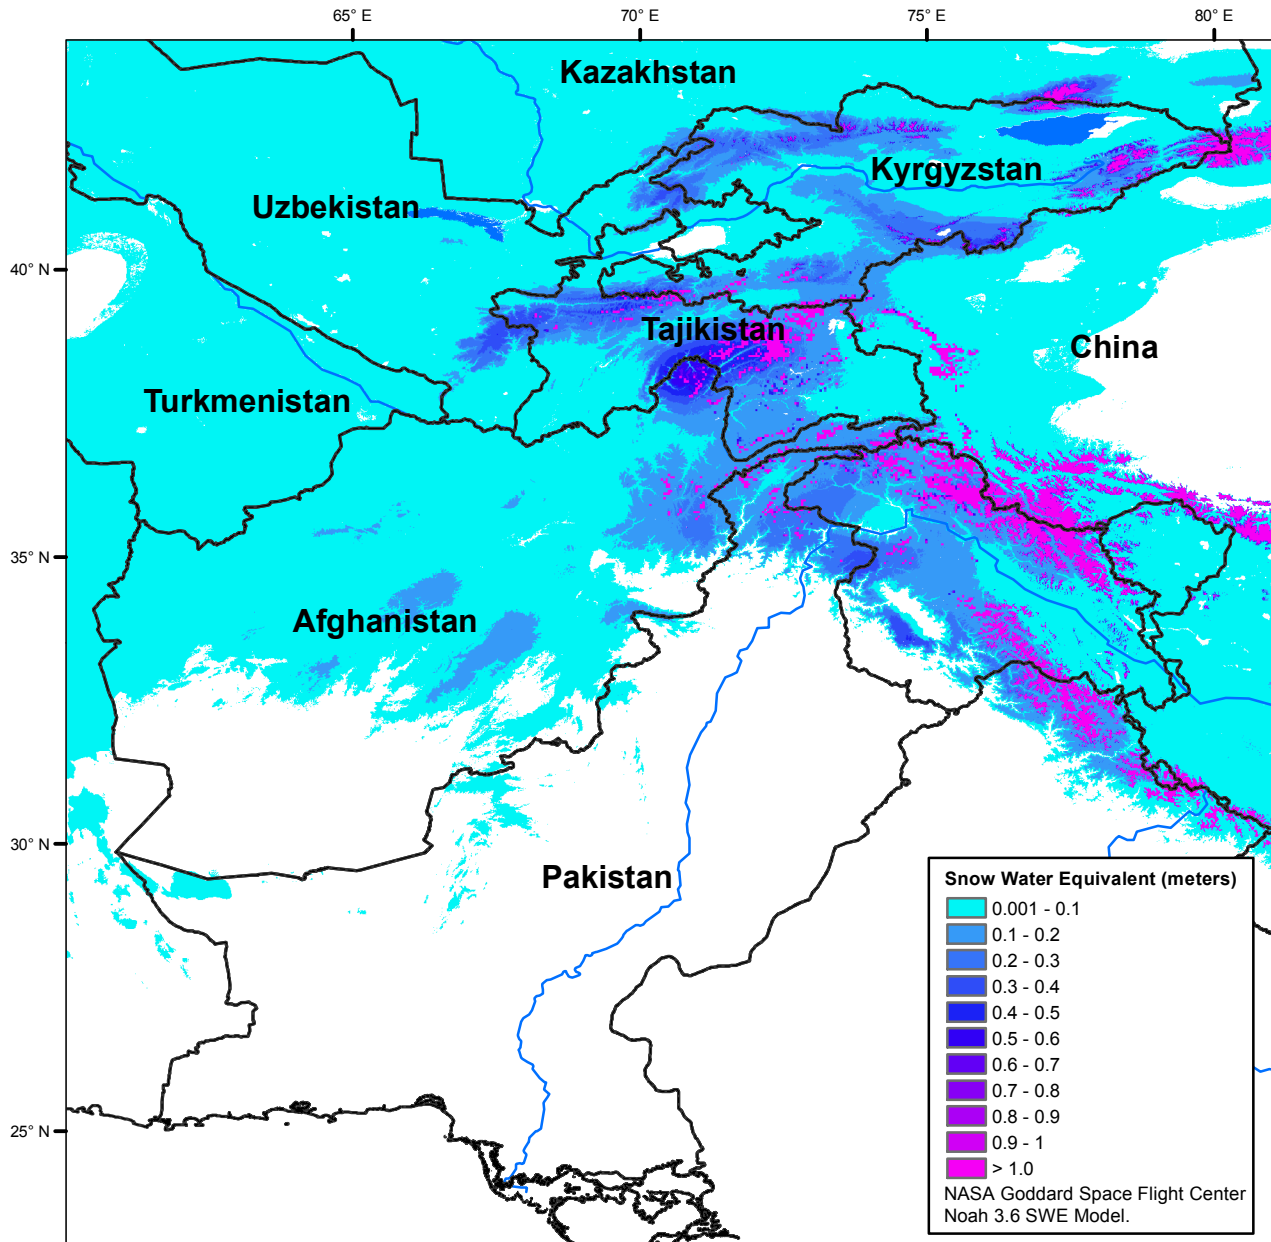 65° E
70° E
75° E
80° E
Kazakhstan
Kyrgyzstan
Uzbekistan
40° N
Tajikistan
China
Turkmenistan
35° N
Afghanistan
30° N
Pakistan
25° N
Snow Water Equivalent (meters)
0.001 - 0.1
0.1 - 0.2
0.2 - 0.3
0.3 - 0.4
0.4 - 0.5
0.5 - 0.6
0.6 - 0.7
0.7 - 0.8
0.8 - 0.9
0.9 - 1
> 1.0
NASA Goddard Space Flight Center
Noah 3.6 SWE Model.